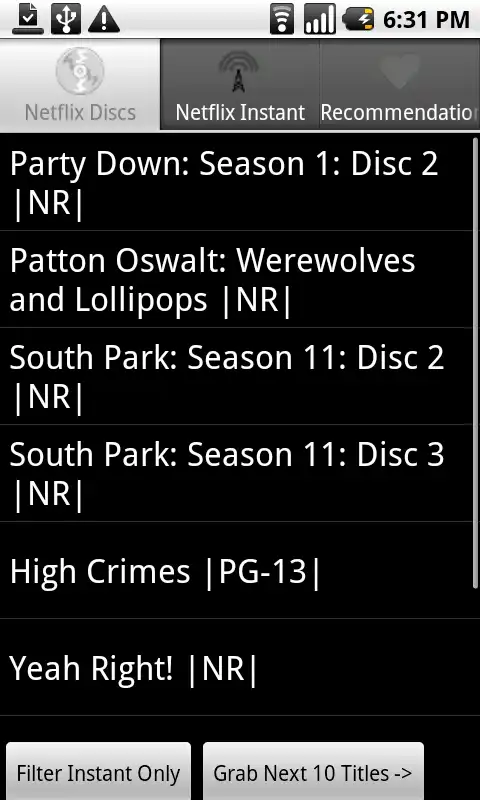 6:31 PM
Netflix Discs
Netflix Instant
Recommendatio
Party Down: Season 1: Disc 2
|NR|
Patton Oswalt: Werewolves
and Lollipops |NR|
South Park: Season 11: Disc 2
|NR|
South Park: Season 11: Disc 3
|NR|
High Crimes |PG-13|
Yeah Right! |NR|
Filter Instant Only
Grab Next 10 Titles ->